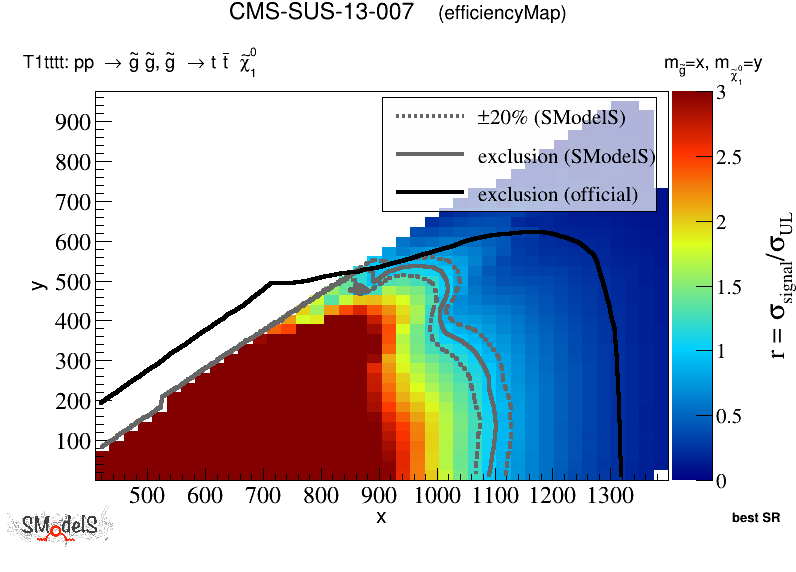 CMS-SUS-13-007 (efficiencyMap)
T1tttt: pp → g̃ g̃, g̃ → t t̄ χ̃₁⁰
m_g̃=x, m_χ̃₁⁰=y
±20% (SModelS)
exclusion (SModelS)
exclusion (official)
900
800
700
600
500
400
300
200
100
y
500 600 700 800 900 1000 1100 1200 1300
x
3
2.5
2
1.5
1
0.5
0
r = σ_signal/σ_UL
SModelS
best SR